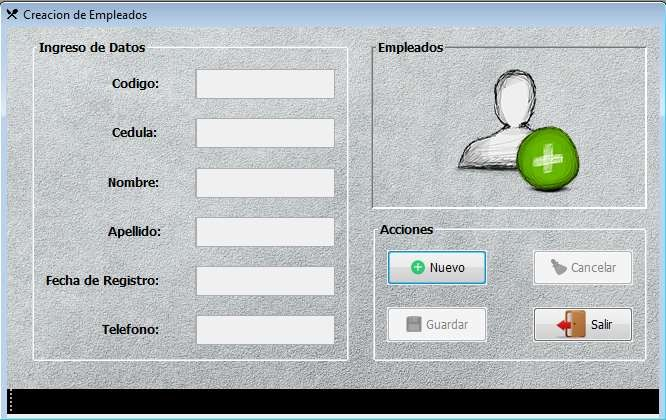 Creacion de Empleados
Ingreso de Datos
Codigo:
Cedula:
Nombre:
Apellido:
Fecha de Registro:
Telefono:
Empleados
Acciones
Nuevo
Cancelar
Guardar
Salir